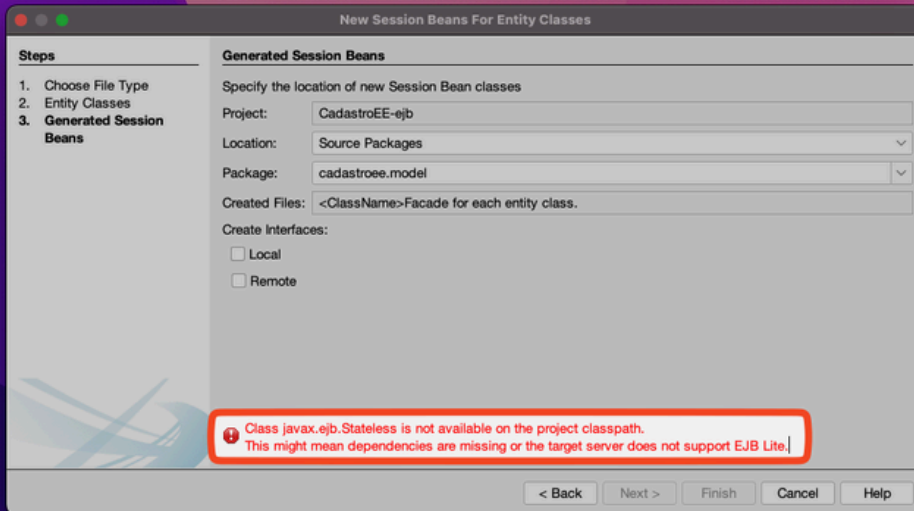 New Session Beans For Entity Classes
Steps
1. Choose File Type
2. Entity Classes
3. Generated Session
Beans
Generated Session Beans
Specify the location of new Session Bean classes
Project: CadastroEE-ejb
Location: Source Packages
Package: cadastroee.model
Created Files: <ClassName>Facade for each entity class.
Create Interfaces:
Local
Remote
Class javax.ejb.Stateless is not available on the project classpath.
This might mean dependencies are missing or the target server does not support EJB Lite.
< Back Next > Finish Cancel Help